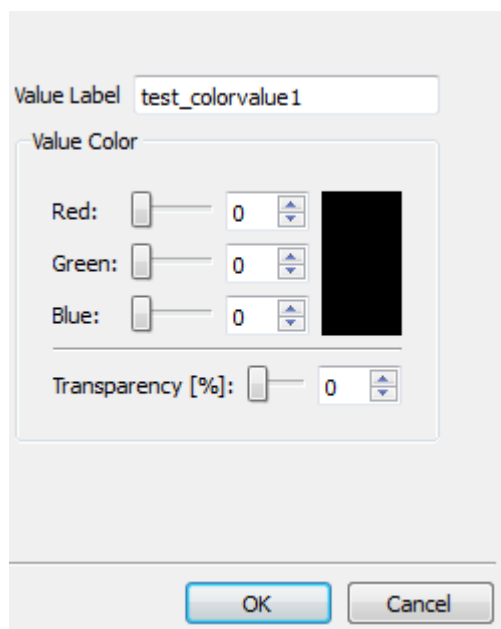 Value Label test_colorvalue1
Value Color
Red: 0
Green: 0
Blue: 0
Transparency [%]: 0
OK Cancel